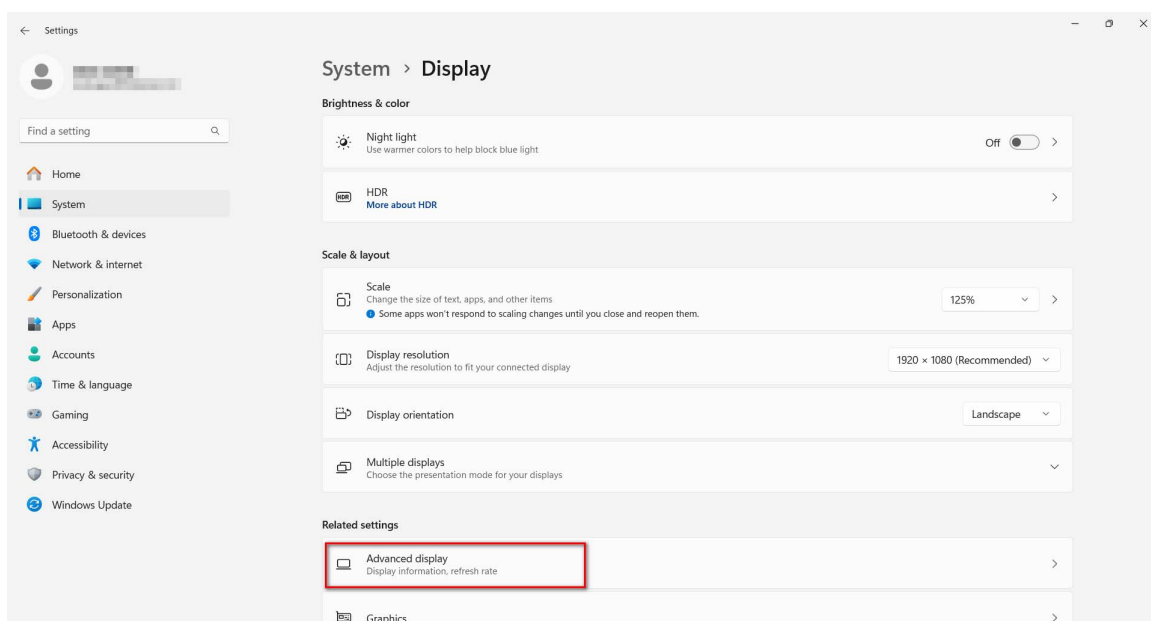 Settings
System > Display
Brightness & color
Find a setting
Night light
Use warmer colors to help block blue light
Off
Home
HDR
HDR
More about HDR
System
Bluetooth & devices
Network & internet
Personalization
Apps
Accounts
Time & language
Gaming
Accessibility
Privacy & security
Windows Update
Scale & layout
Scale
Change the size of text, apps, and other items
Some apps won't respond to scaling changes until you close and reopen them.
125%
Display resolution
Adjust the resolution to fit your connected display
1920 × 1080 (Recommended)
Display orientation
Landscape
Multiple displays
Choose the presentation mode for your displays
Related settings
Advanced display
Display information, refresh rate
Graphics